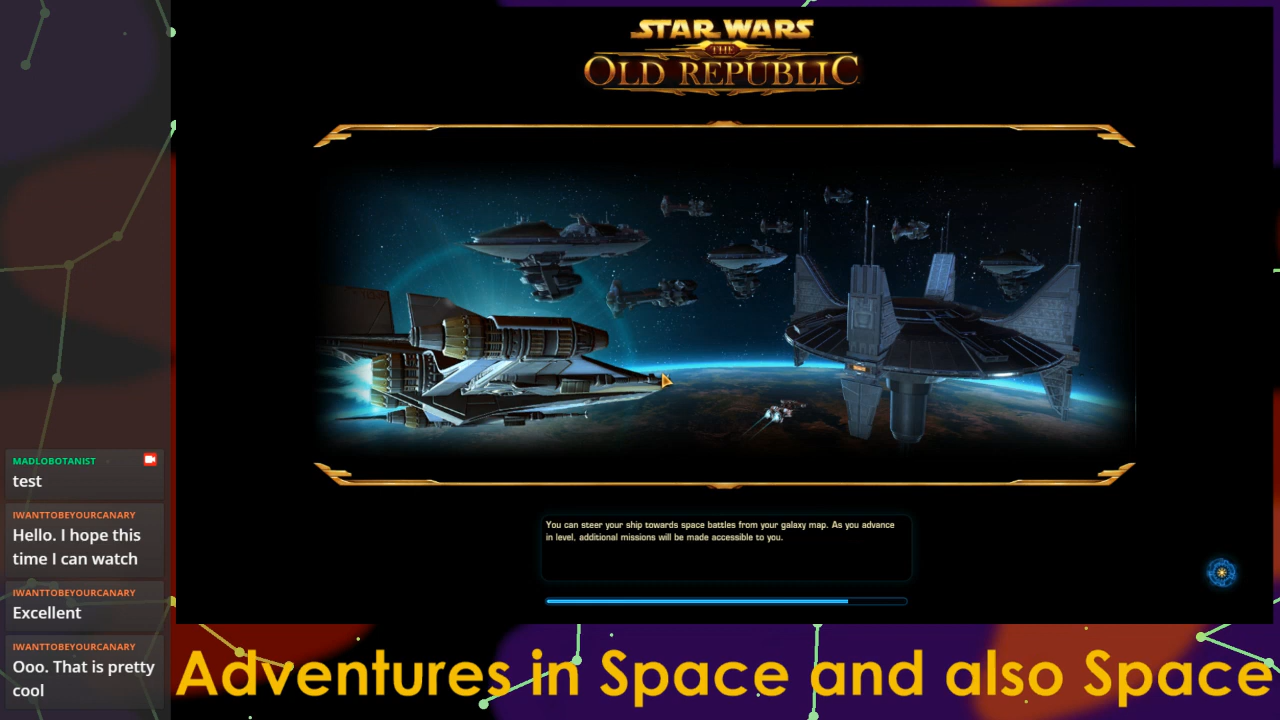 STAR WARS
THE
OLD REPUBLIC
MADLOBOTANIST
test
IWANTTOBEYOURCANARY
Hello. I hope this
time I can watch
IWANTTOBEYOURCANARY
Excellent
IWANTTOBEYOURCANARY
Ooo. That is pretty
cool
You can steer your ship towards space battles from your galaxy map. As you advance
in level, additional missions will be made accessible to you.
Adventures in Space and also Space